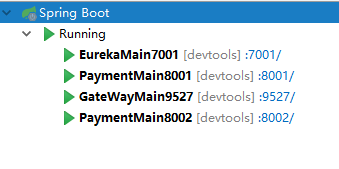 Spring Boot
Running
EurekaMain7001 [devtools] :7001/
PaymentMain8001 [devtools] :8001/
GateWayMain9527 [devtools] :9527/
PaymentMain8002 [devtools] :8002/